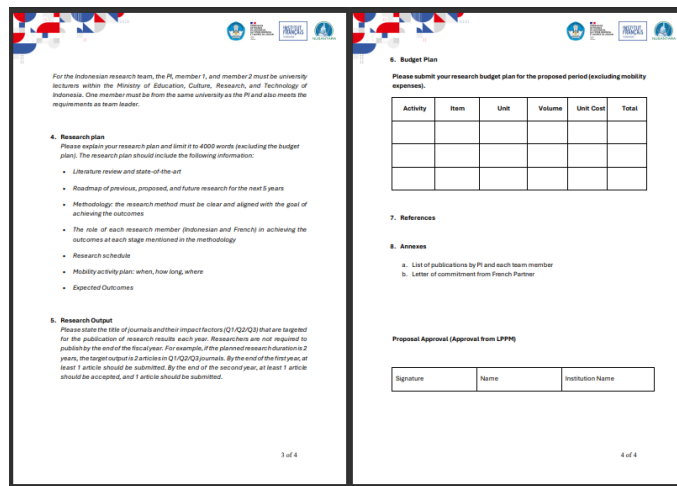 INSTITUT
FRANÇAIS
NUSANTARA
For the Indonesian research team, the PI, member 1, and member 2 must be university
lecturers within the Ministry of Education, Culture, Research, and Technology of
Indonesia. One member must be from the same university as the PI and also meets the
requirements as team leader.
4. Research plan
Please explain your research plan and limit it to 4000 words (excluding the budget
plan). The research plan should include the following information:
• Literature review and state-of-the-art
• Roadmap of previous, proposed, and future research for the next 5 years
• Methodology: the research method must be clear and aligned with the goal of
achieving the outcomes
• The role of each research member (Indonesian and French) in achieving the
outcomes at each stage mentioned in the methodology
• Research schedule
• Mobility activity plan: when, how long, where
• Expected Outcomes
5. Research Output
Please state the title of journals and their impact factors (Q1/Q2/Q3) that are targeted
for the publication of research results each year. Researchers are not required to
publish by the end of the fiscal year. For example, if the planned research duration is 2
years, the target output is 2 articles in Q1/Q2/Q3 journals. By the end of the first year, at
least 1 article should be submitted. By the end of the second year, at least 1 article
should be accepted, and 1 article should be submitted.
3 of 4
INSTITUT
FRANÇAIS
NUSANTARA
6. Budget Plan
Please submit your research budget plan for the proposed period (excluding mobility
expenses).
Activity Item Unit Volume Unit Cost Total
7. References
8. Annexes
a. List of publications by PI and each team member
b. Letter of commitment from French Partner
Proposal Approval (Approval from LPPM)
Signature Name Institution Name
4 of 4